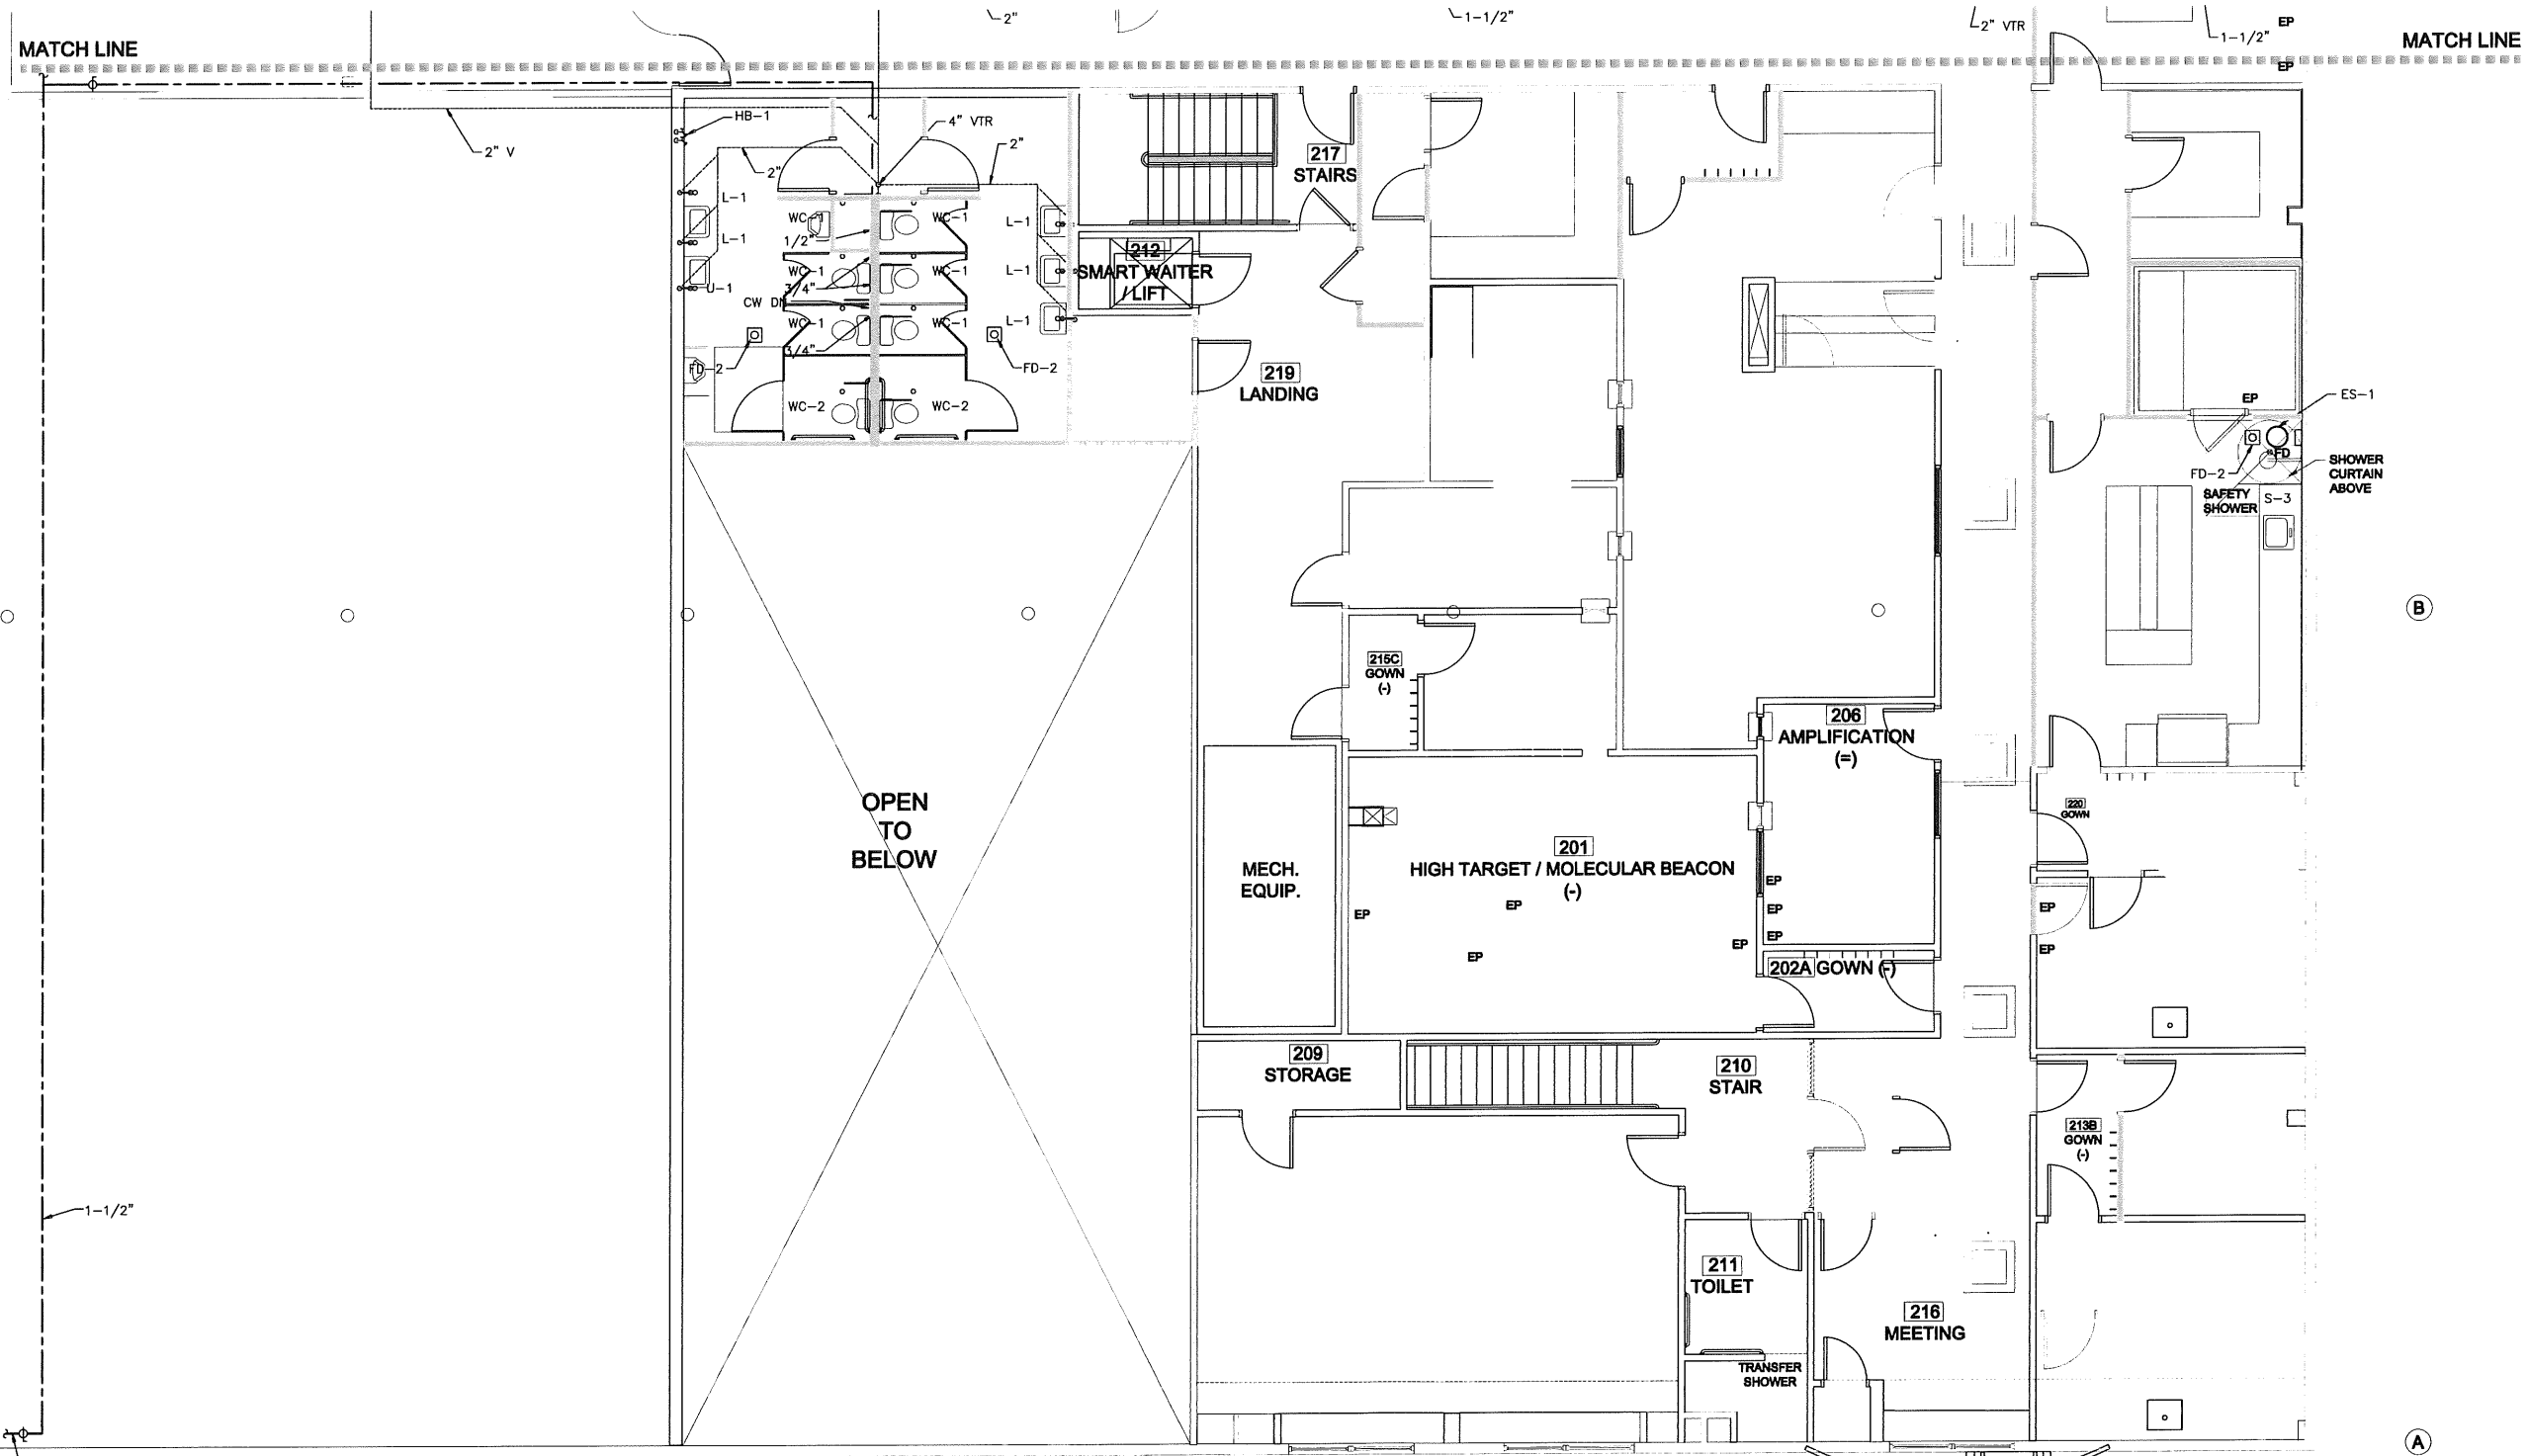 2"
1-1/2"
2" VTR
1-1/2"
EP
MATCH LINE
MATCH LINE
EP
HB-1
4" VTR
2" V
2"
2"
217
STAIRS
L-1
WC-1
WC-1
L-1
L-1
1/2"
212
SMART WAITER
/ LIFT
WC-1
WC-1
L-1
U-1
3/4"
CW DN
WC-1
WC-1
L-1
3/4"
FD-2
FD-2
219
LANDING
WC-2
WC-2
EP
ES-1
FD
FD-2
SHOWER
CURTAIN
ABOVE
SAFETY
SHOWER
S-3
B
215C
GOWN
(-)
206
AMPLIFICATION
(=)
OPEN
TO
BELOW
220
GOWN
MECH.
EQUIP.
201
HIGH TARGET / MOLECULAR BEACON
(-)
EP
EP
EP
EP
EP
EP
EP
EP
EP
202A GOWN (-)
209
STORAGE
210
STAIR
213B
GOWN
(-)
1-1/2"
211
TOILET
216
MEETING
TRANSFER
SHOWER
A